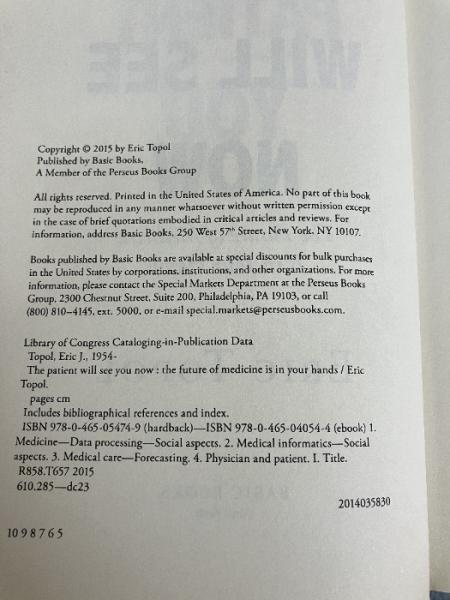 Copyright © 2015 by Eric Topol
Published by Basic Books,
A Member of the Perseus Books Group
All rights reserved. Printed in the United States of America. No part of this book
may be reproduced in any manner whatsoever without written permission except
in the case of brief quotations embodied in critical articles and reviews. For
information, address Basic Books, 250 West 57th Street, New York, NY 10107.
Books published by Basic Books are available at special discounts for bulk purchases
in the United States by corporations, institutions, and other organizations. For more
information, please contact the Special Markets Department at the Perseus Books
Group, 2300 Chestnut Street, Suite 200, Philadelphia, PA 19103, or call
(800) 810–4145, ext. 5000, or e-mail special.markets@perseusbooks.com.
Library of Congress Cataloging-in-Publication Data
Topol, Eric J., 1954-
The patient will see you now : the future of medicine is in your hands / Eric
Topol.
pages cm
Includes bibliographical references and index.
ISBN 978-0-465-05474-9 (hardback)—ISBN 978-0-465-04054-4 (ebook) 1.
Medicine—Data processing—Social aspects. 2. Medical informatics—Social
aspects. 3. Medical care—Forecasting. 4. Physician and patient. I. Title.
R858.T657 2015
610.285—dc23
2014035830
10 9 8 7 6 5